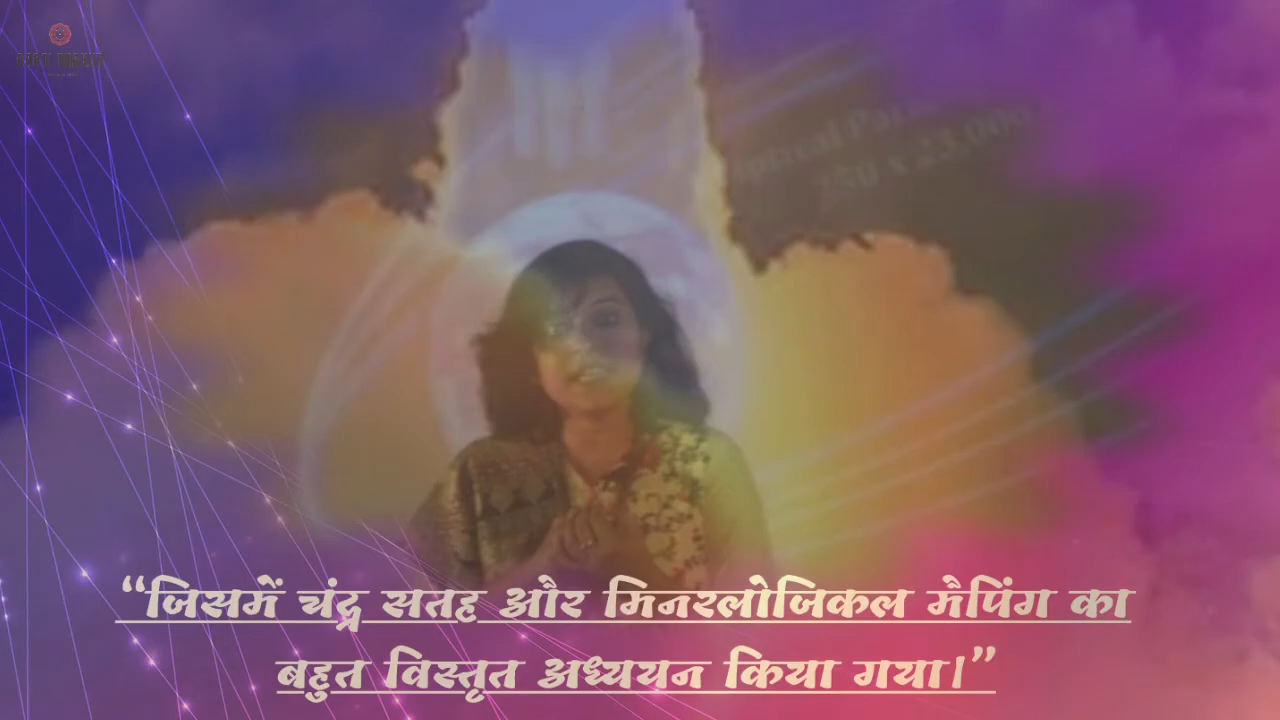 “जिसमें चंद्र सतह और मिनरलोजिकल मैपिंग का
बहुत विस्तृत अध्ययन किया गया।”